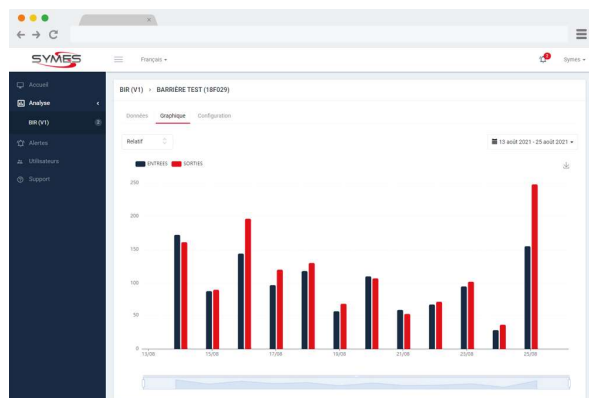 SYMES
Français
2
Symes
Accueil
Analyse
BIR (V1)
Alertes
Utilisateurs
Support
BIR (V1) › BARRIÈRE TEST (18F029)
Données Graphique Configuration
Relatif
13 août 2021 - 25 août 2021
ENTREES SORTIES
250
200
150
100
50
0
13/08 15/08 17/08 19/08 21/08 23/08 25/08